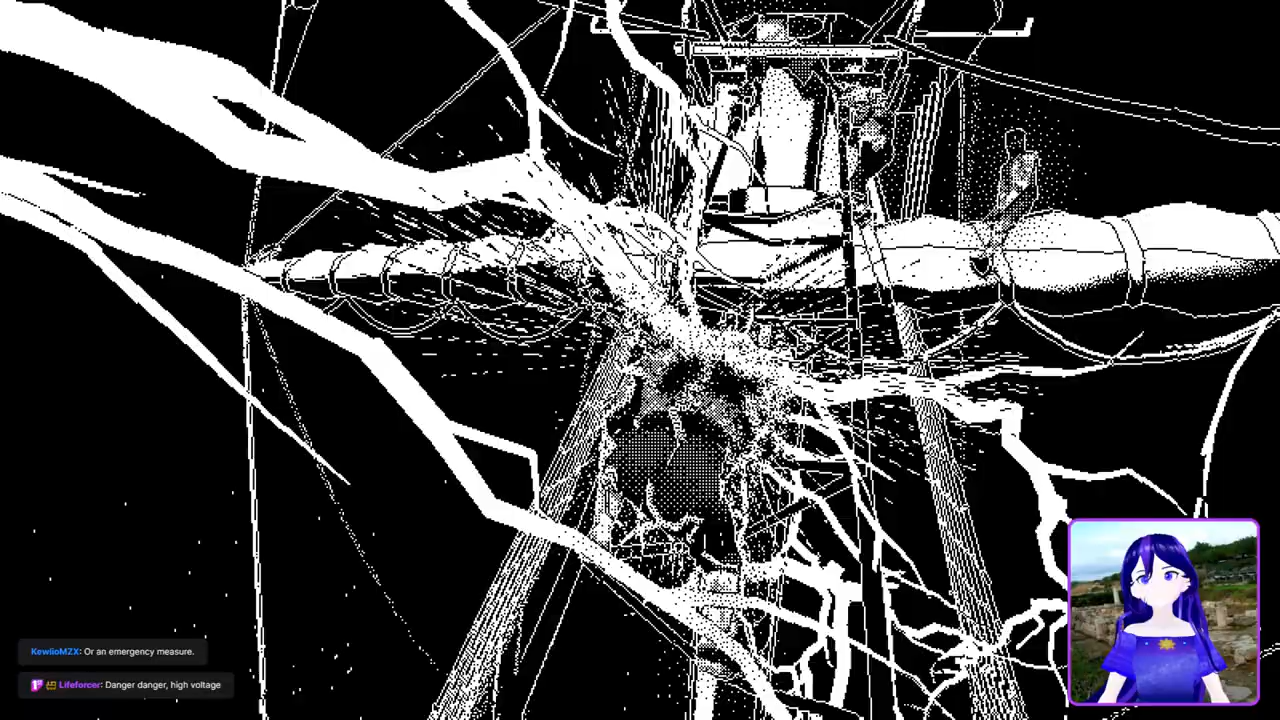 KewlioMZX: Or an emergency measure.
Lifeforcer: Danger danger, high voltage